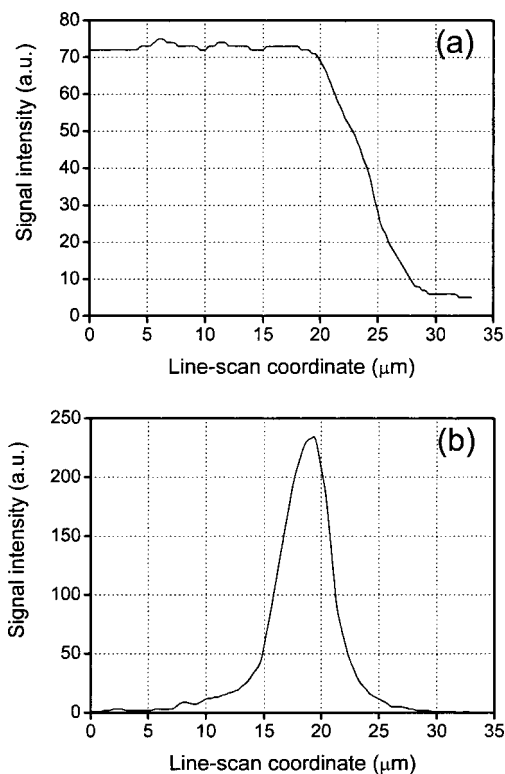 (a)
Signal intensity (a.u.)
80
70
60
50
40
30
20
10
0
0 5 10 15 20 25 30 35
Line-scan coordinate (μm)
(b)
Signal intensity (a.u.)
250
200
150
100
50
0
0 5 10 15 20 25 30 35
Line-scan coordinate (μm)